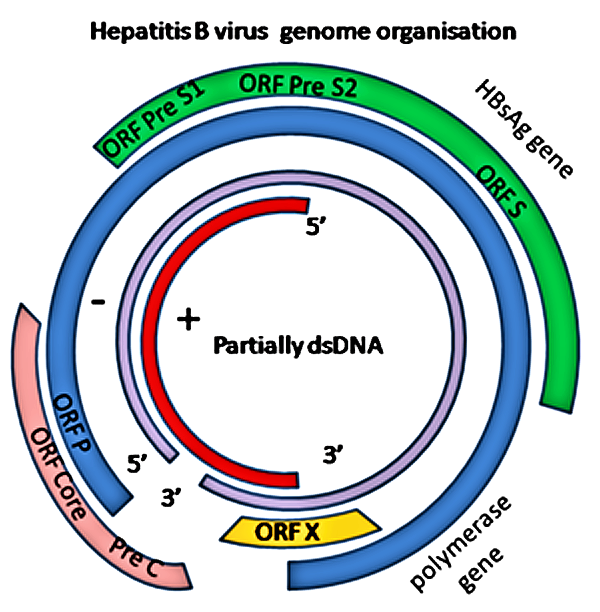 Hepatitis B virus genome organisation
ORF Pre S1
ORF Pre S2
HBsAg gene
ORF S
5'
-
+
Partially dsDNA
ORF P
ORF Core
5'
3'
3'
Pre C
ORF X
polymerase
gene